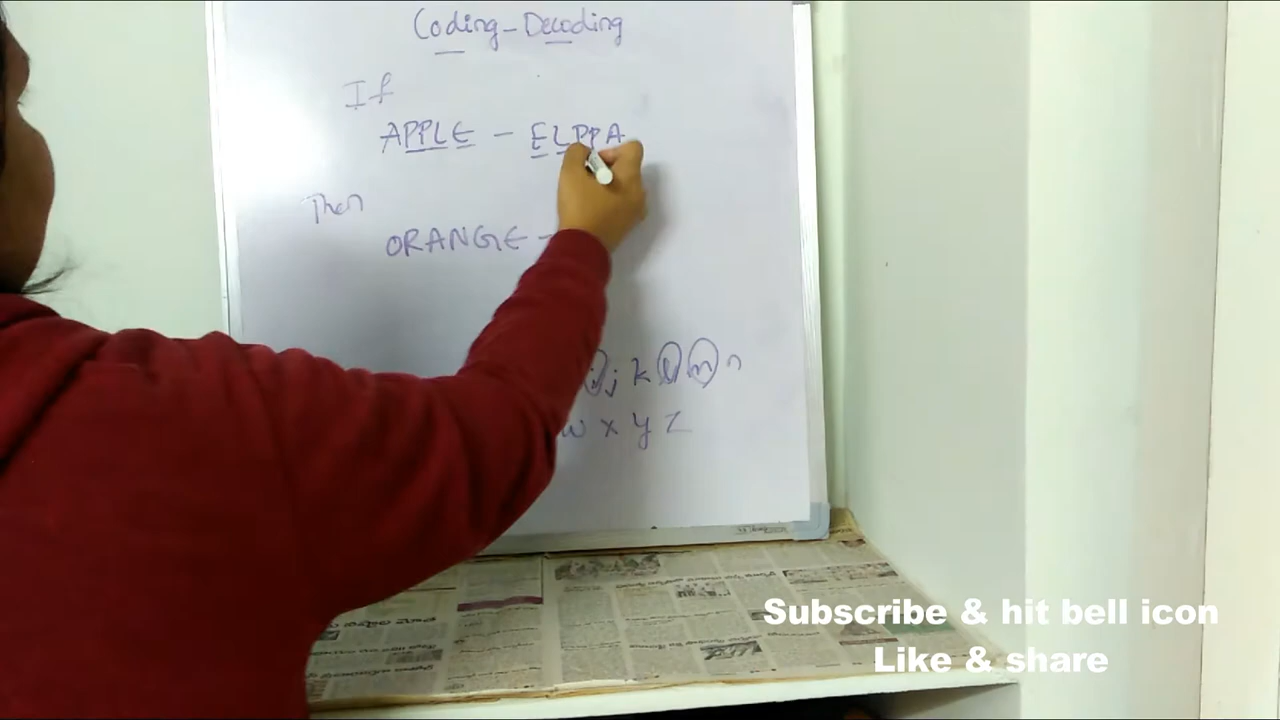 Coding - Decoding
If
APPLE - ELPPA
Then
ORANGE -
j k l m n
w x y z
Subscribe & hit bell icon
Like & share